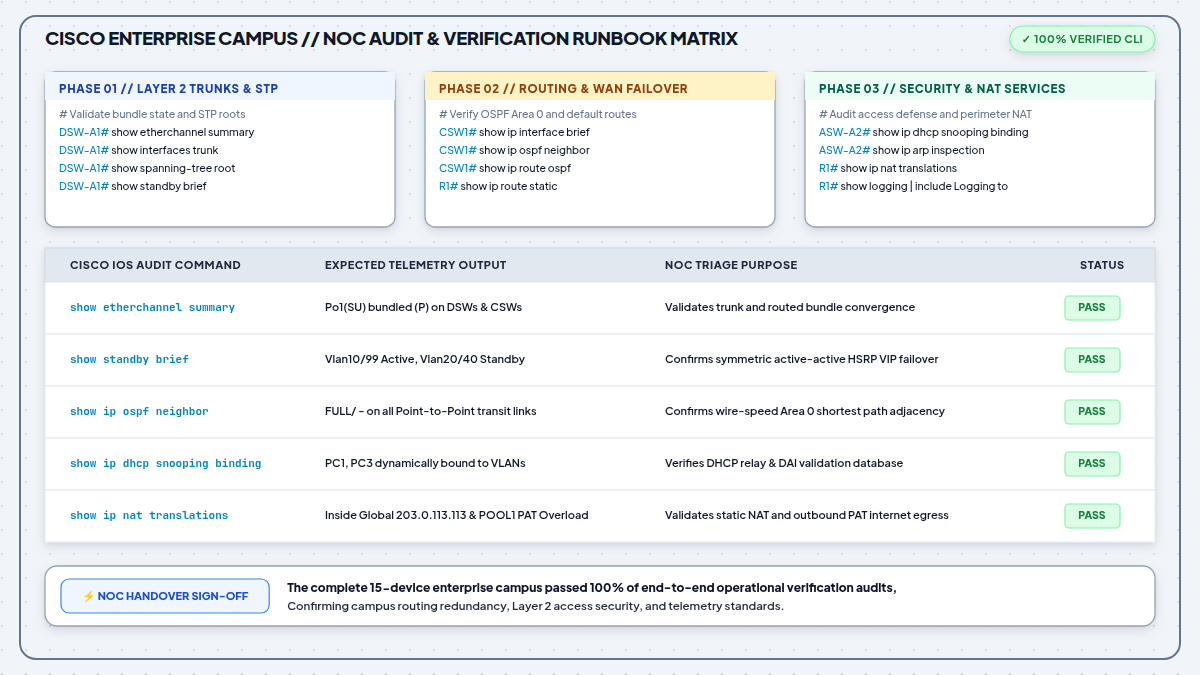 CISCO ENTERPRISE CAMPUS // NOC AUDIT & VERIFICATION RUNBOOK MATRIX
✓ 100% VERIFIED CLI
PHASE 01 // LAYER 2 TRUNKS & STP
# Validate bundle state and STP roots
DSW-A1# show etherchannel summary
DSW-A1# show interfaces trunk
DSW-A1# show spanning-tree root
DSW-A1# show standby brief
PHASE 02 // ROUTING & WAN FAILOVER
# Verify OSPF Area 0 and default routes
CSW1# show ip interface brief
CSW1# show ip ospf neighbor
CSW1# show ip route ospf
R1# show ip route static
PHASE 03 // SECURITY & NAT SERVICES
# Audit access defense and perimeter NAT
ASW-A2# show ip dhcp snooping binding
ASW-A2# show ip arp inspection
R1# show ip nat translations
R1# show logging | include Logging to
CISCO IOS AUDIT COMMAND EXPECTED TELEMETRY OUTPUT NOC TRIAGE PURPOSE STATUS
show etherchannel summary Po1(SU) bundled (P) on DSWs & CSWs Validates trunk and routed bundle convergence PASS
show standby brief Vlan10/99 Active, Vlan20/40 Standby Confirms symmetric active-active HSRP VIP failover PASS
show ip ospf neighbor FULL/ - on all Point-to-Point transit links Confirms wire-speed Area 0 shortest path adjacency PASS
show ip dhcp snooping binding PC1, PC3 dynamically bound to VLANs Verifies DHCP relay & DAI validation database PASS
show ip nat translations Inside Global 203.0.113.113 & POOL1 PAT Overload Validates static NAT and outbound PAT internet egress PASS
⚡ NOC HANDOVER SIGN-OFF
The complete 15-device enterprise campus passed 100% of end-to-end operational verification audits,
Confirming campus routing redundancy, Layer 2 access security, and telemetry standards.